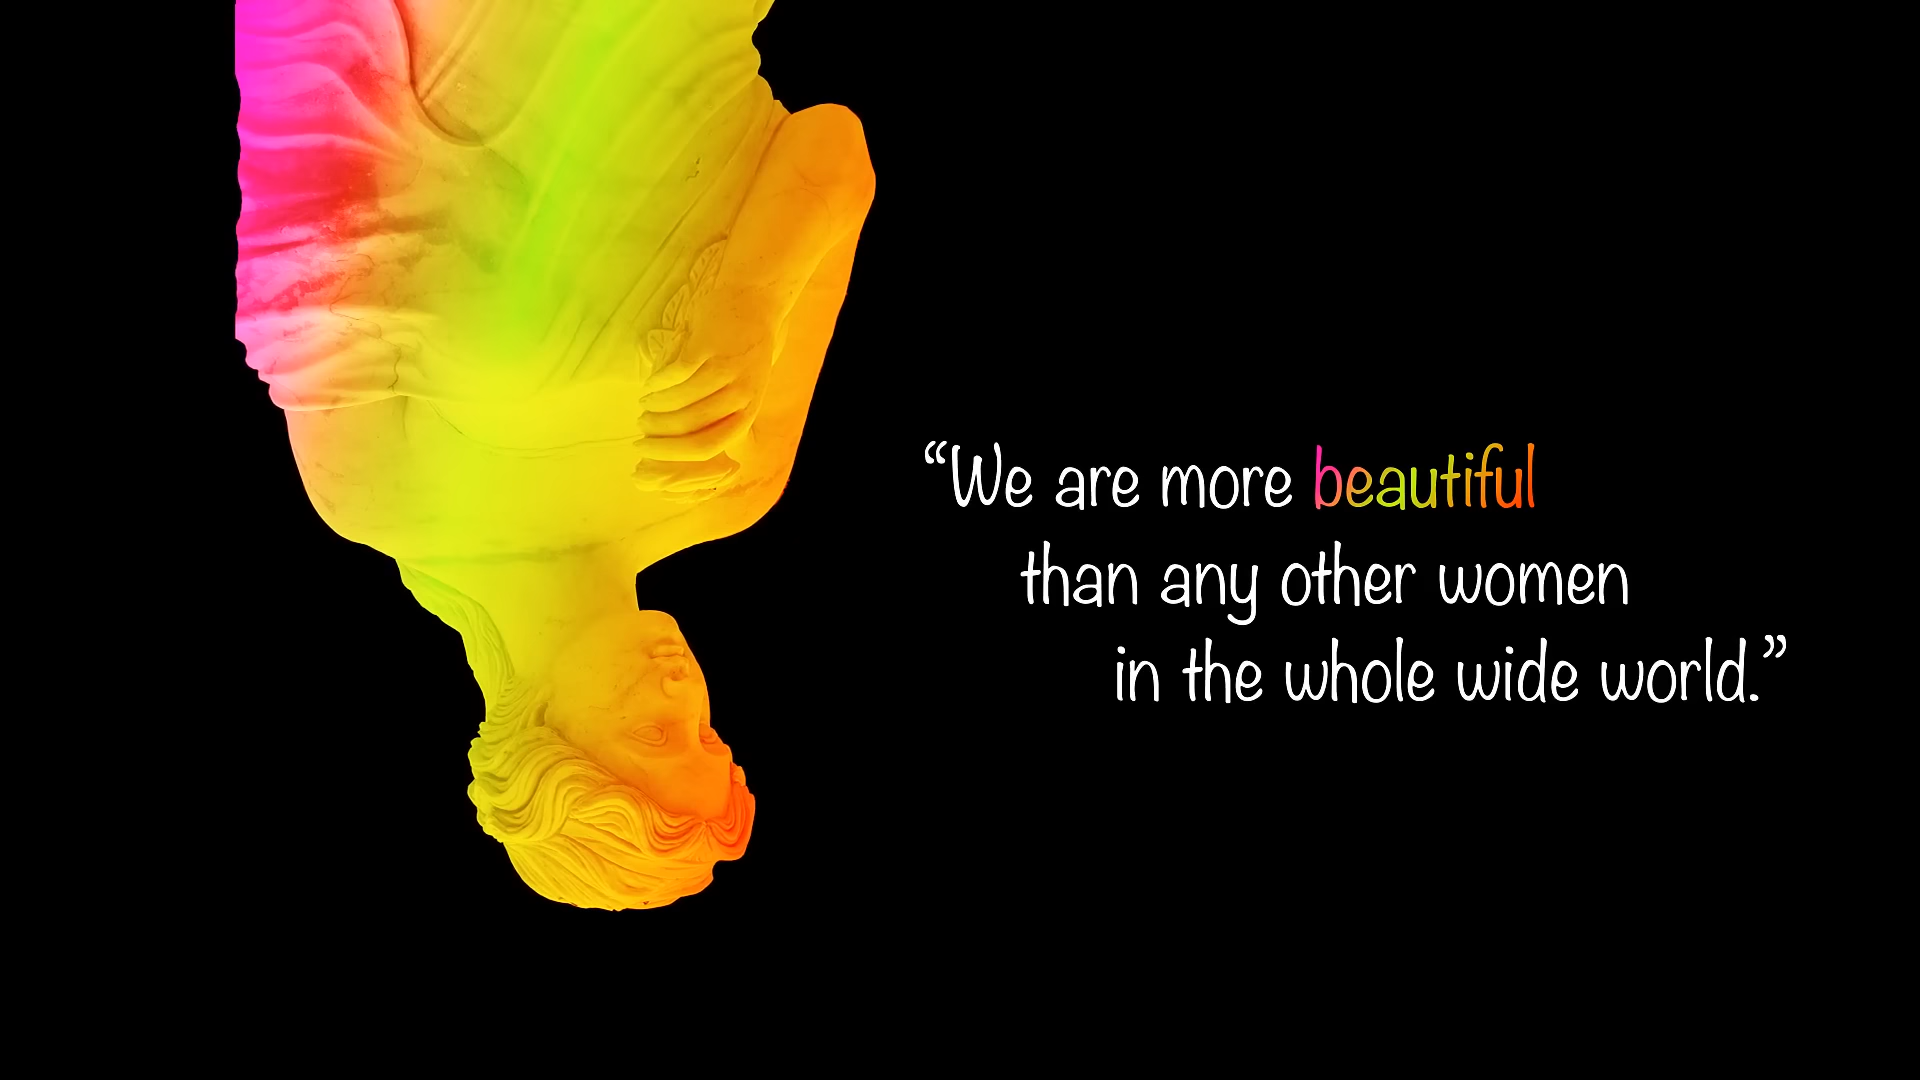 “We are more beautiful
than any other women
in the whole wide world.”